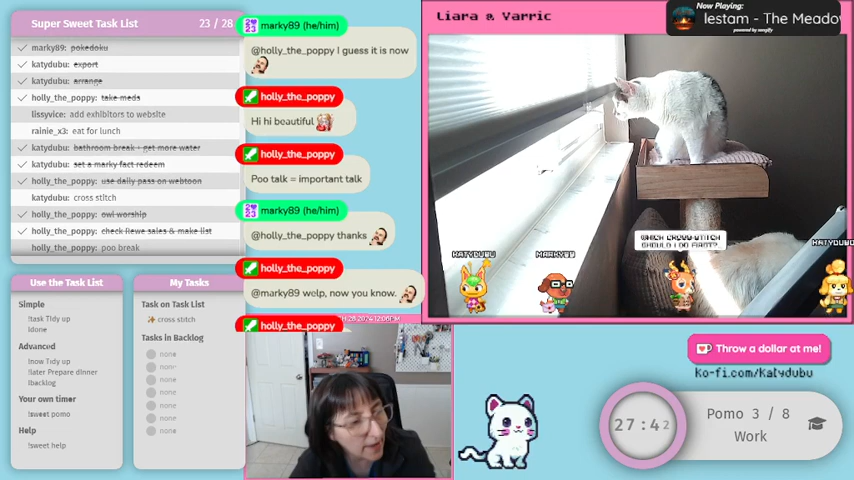 Super Sweet Task List 23 / 28
marky89: pokedoku
katydubu: export
katydubu: arrange
holly_the_poppy: take meds
lissyvice: add exhibitors to website
rainie_x3: eat for lunch
katydubu: bathroom break + get more water
katydubu: set a marky fact redeem
holly_the_poppy: use daily pass on webtoon
katydubu: cross stitch
holly_the_poppy: owl worship
holly_the_poppy: check Rewe sales & make list
holly_the_poppy: poo break
Use the Task List
Simple
!task Tidy up
!done
Advanced
!now Tidy up
!later Prepare dinner
!backlog
Your own timer
!sweet pomo
Help
!sweet help
My Tasks
Task on Task List
cross stitch
Tasks in Backlog
none
none
none
none
none
none
none
marky89 (he/him)
@holly_the_poppy I guess it is now
holly_the_poppy
Hi hi beautiful
holly_the_poppy
Poo talk = important talk
marky89 (he/him)
@holly_the_poppy thanks
holly_the_poppy
@marky89 welp, now you know.
holly_the_poppy
Liara & Varric
Now Playing:
lestam - The Meadow
powered by songify
WHICH CROSS-STITCH
SHOULD I DO FIRST?
KATYDUBU
MARKY89
KATYDUBU
Throw a dollar at me!
Ko-fi.com/Katydubu
27:42
Pomo 3 / 8
Work